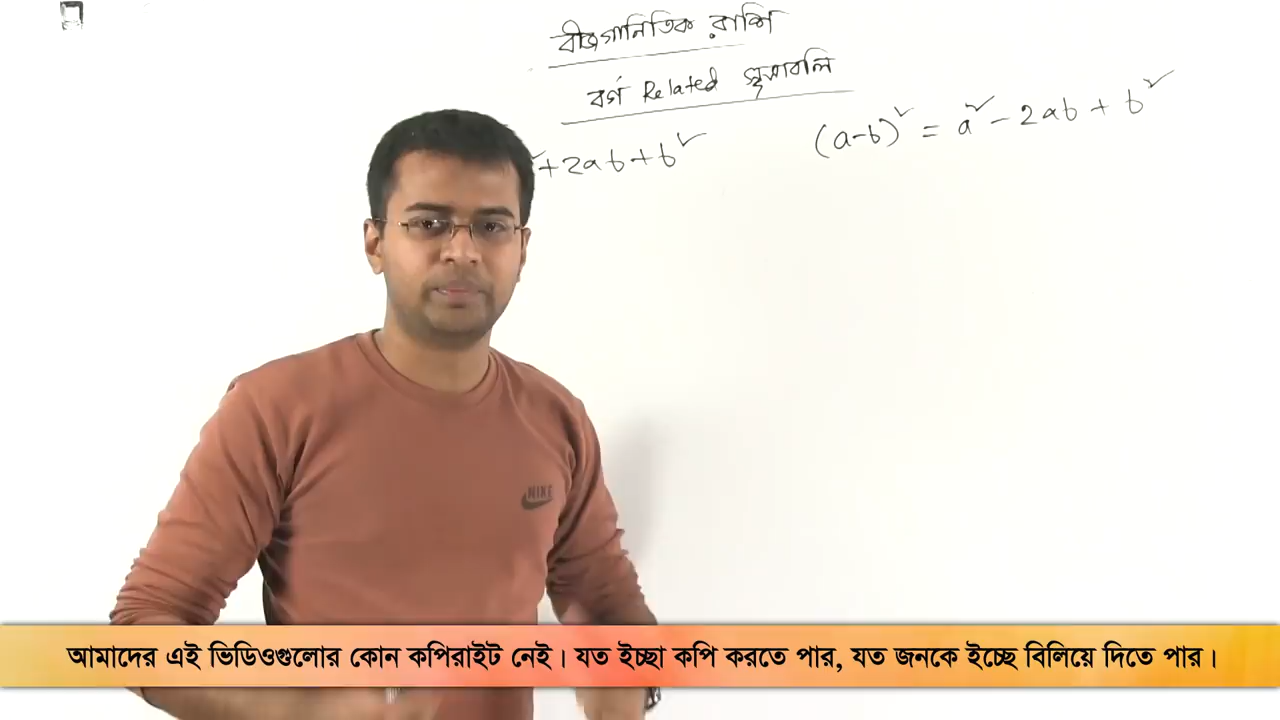 বীজগানিতিক রাশি
বর্গ Related সূত্রাবলি
+2ab+b²
(a-b)² = a² - 2ab + b²
NIKE
আমাদের এই ভিডিওগুলোর কোন কপিরাইট নেই। যত ইচ্ছা কপি করতে পার, যত জনকে ইচ্ছে বিলিয়ে দিতে পার।